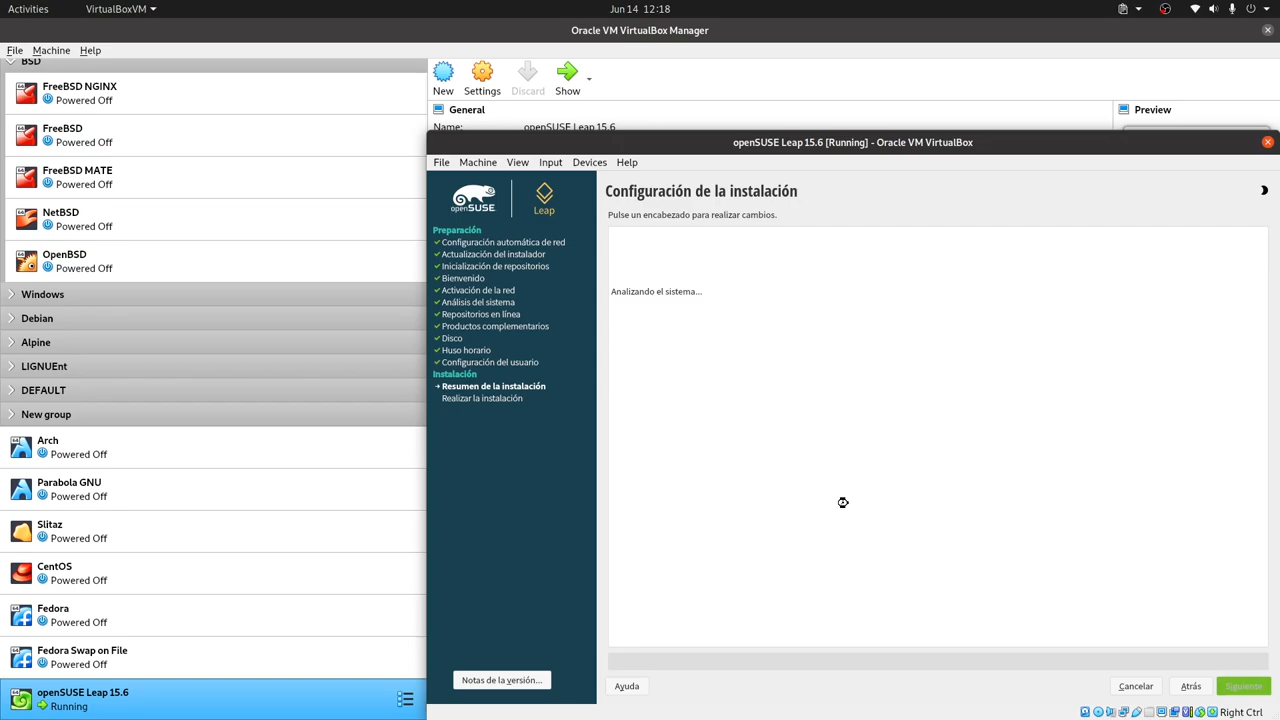 Activities
VirtualBoxVM
Jun 14 12:18
Oracle VM VirtualBox Manager
File Machine Help
BSD
FreeBSD NGINX
Powered Off
FreeBSD
Powered Off
FreeBSD MATE
Powered Off
NetBSD
Powered Off
OpenBSD
Powered Off
Windows
Debian
Alpine
LIGNUEnt
DEFAULT
New group
Arch
Powered Off
Parabola GNU
Powered Off
Slitaz
Powered Off
CentOS
Powered Off
Fedora
Powered Off
Fedora Swap on File
Powered Off
openSUSE Leap 15.6
Running
New Settings Discard Show
General
Preview
Name: openSUSE Leap 15.6
openSUSE Leap 15.6 [Running] - Oracle VM VirtualBox
File Machine View Input Devices Help
openSUSE
Leap
Preparación
Configuración automática de red
Actualización del instalador
Inicialización de repositorios
Bienvenido
Activación de la red
Análisis del sistema
Repositorios en línea
Productos complementarios
Disco
Huso horario
Configuración del usuario
Instalación
Resumen de la instalación
Realizar la instalación
Notas de la versión...
Configuración de la instalación
Pulse un encabezado para realizar cambios.
Analizando el sistema...
Ayuda
Cancelar
Atrás
Siguiente
Right Ctrl